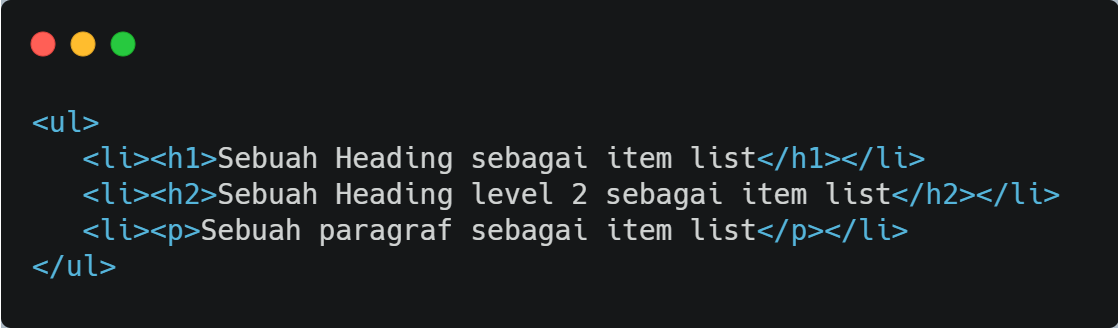 <ul>
<li><h1>Sebuah Heading sebagai item list</h1></li>
<li><h2>Sebuah Heading level 2 sebagai item list</h2></li>
<li><p>Sebuah paragraf sebagai item list</p></li>
</ul>